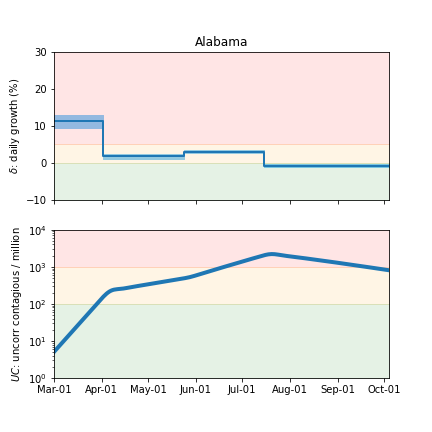 Alabama
δ: daily growth (%)
30
20
10
0
−10
UC: uncorr contagious / million
10⁴
10³
10²
10¹
10⁰
Mar-01 Apr-01 May-01 Jun-01 Jul-01 Aug-01 Sep-01 Oct-01